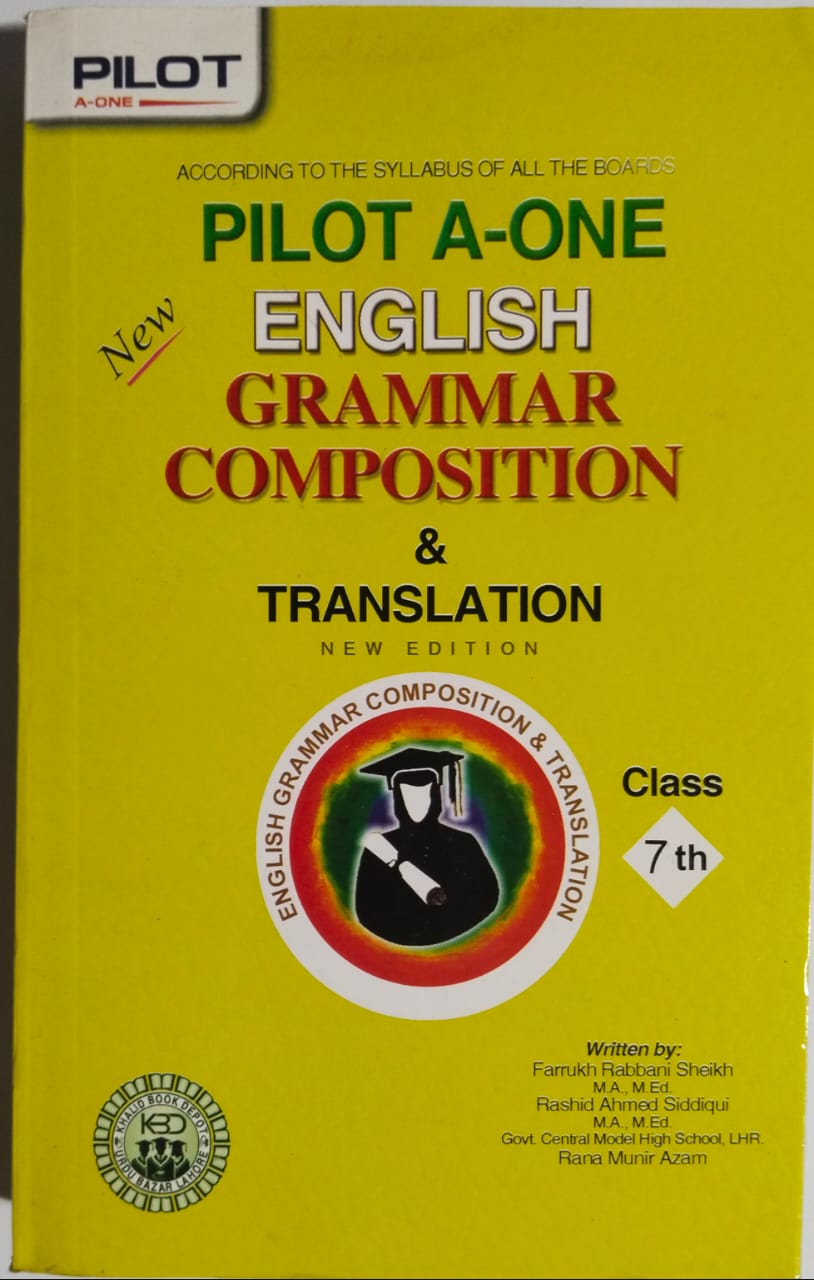 PILOT
A-ONE
ACCORDING TO THE SYLLABUS OF ALL THE BOARDS
PILOT A-ONE
New
ENGLISH
GRAMMAR
COMPOSITION
&
TRANSLATION
NEW EDITION
ENGLISH GRAMMAR COMPOSITION & TRANSLATION
Class
7th
Written by:
Farrukh Rabbani Sheikh
M.A., M.Ed.
Rashid Ahmed Siddiqui
M.A., M.Ed.
Govt. Central Model High School, LHR.
Rana Munir Azam
KHALID BOOK DEPOT
KBD
URDU BAZAR LAHORE